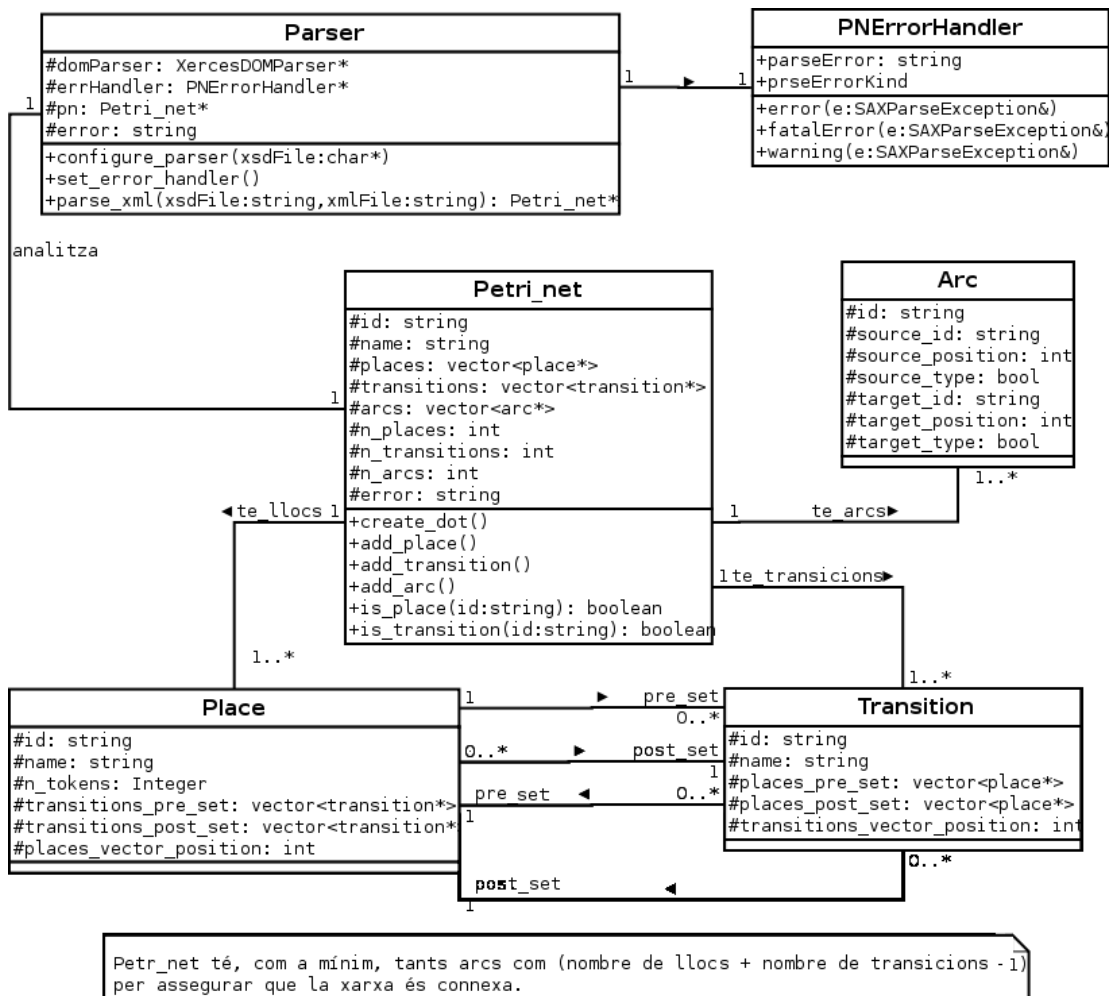 Parser
#domParser: XercesDOMParser*
#errHandler: PNErrorHandler*
#pn: Petri_net*
#error: string
+configure_parser(xsdFile:char*)
+set_error_handler()
+parse_xml(xsdFile:string,xmlFile:string): Petri_net*
1
1
PNErrorHandler
+parseError: string
+prseErrorKind
+error(e:SAXParseException&)
+fatalError(e:SAXParseException&)
+warning(e:SAXParseException&)
1
analitza
1
Petri_net
#id: string
#name: string
#places: vector<place*>
#transitions: vector<transition*>
#arcs: vector<arc*>
#n_places: int
#n_transitions: int
#n_arcs: int
#error: string
+create_dot()
+add_place()
+add_transition()
+add_arc()
+is_place(id:string): boolean
+is_transition(id:string): boolean
Arc
#id: string
#source_id: string
#source_position: int
#source_type: bool
#target_id: string
#target_position: int
#target_type: bool
1..*
te_llocs 1
1 te_arcs
1te_transicions
1..*
1..*
Place
#id: string
#name: string
#n_tokens: Integer
#transitions_pre_set: vector<transition*>
#transitions_post_set: vector<transition*
#places_vector_position: int
1 pre_set
0..*
0..* post_set
1
pre_set 0..*
1
post_set
1
0..*
Transition
#id: string
#name: string
#places_pre_set: vector<place*>
#places_post_set: vector<place*>
#transitions_vector_position: int
Petr_net té, com a mínim, tants arcs com (nombre de llocs + nombre de transicions - 1)
per assegurar que la xarxa és connexa.